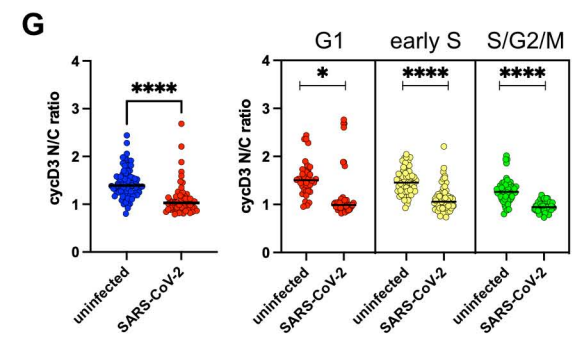 G
G1 early S S/G2/M
**** * **** ****
cycD3 N/C ratio
4
3
2
1
0
uninfected
SARS-CoV-2
cycD3 N/C ratio
4
3
2
1
0
uninfected
SARS-CoV-2
uninfected
SARS-CoV-2
uninfected
SARS-CoV-2